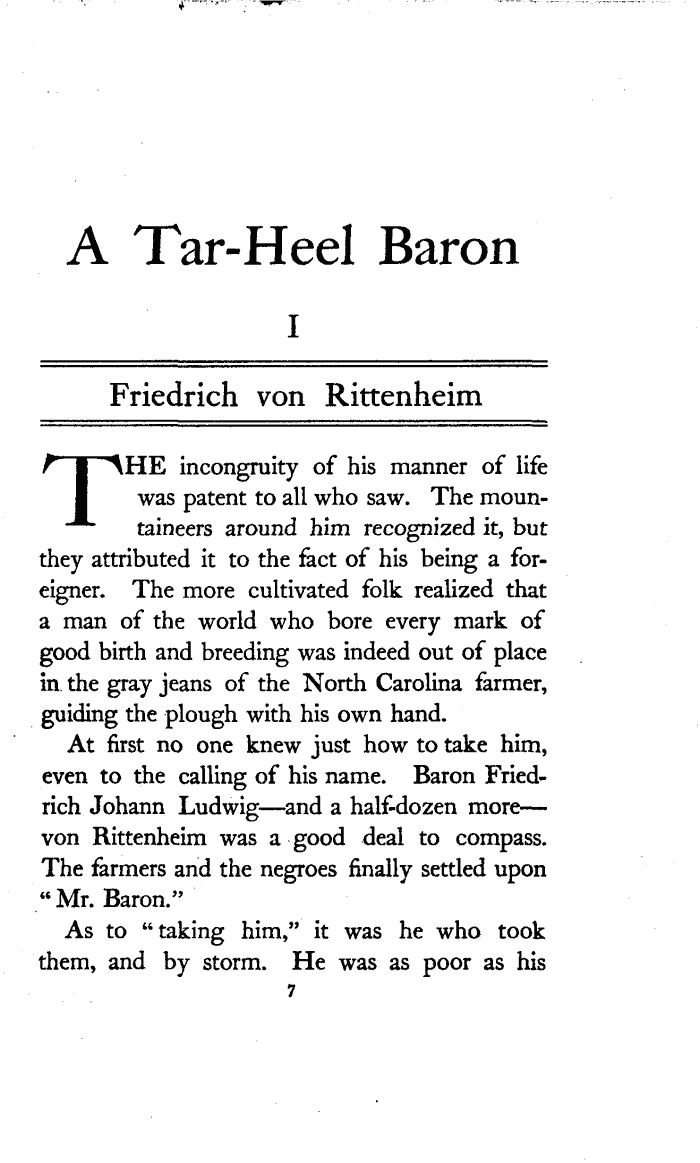 A Tar-Heel Baron
I
Friedrich von Rittenheim
THE incongruity of his manner of life
was patent to all who saw. The moun-
taineers around him recognized it, but
they attributed it to the fact of his being a for-
eigner. The more cultivated folk realized that
a man of the world who bore every mark of
good birth and breeding was indeed out of place
in the gray jeans of the North Carolina farmer,
guiding the plough with his own hand.
At first no one knew just how to take him,
even to the calling of his name. Baron Fried-
rich Johann Ludwig—and a half-dozen more—
von Rittenheim was a good deal to compass.
The farmers and the negroes finally settled upon
“Mr. Baron.”
As to “taking him,” it was he who took
them, and by storm. He was as poor as his
7